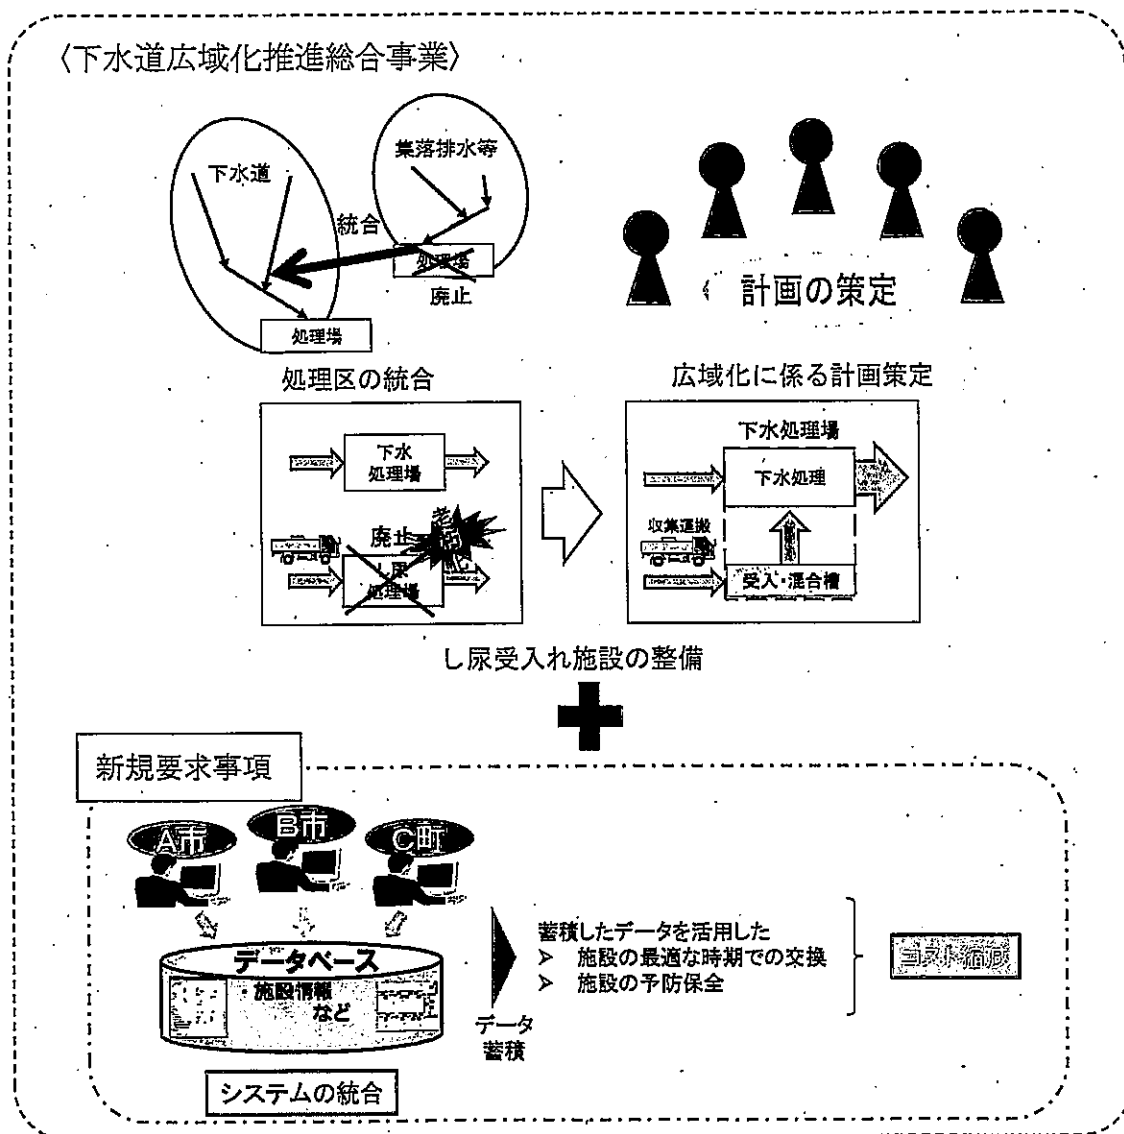 〈下水道広域化推進総合事業〉
下水道
集落排水等
統合
処理場
廃止
処理場
計画の策定
処理区の統合
広域化に係る計画策定
下水
処理場
廃止
し尿
処理場
下水処理場
下水処理
収集運搬
受入・混合槽
し尿受入れ施設の整備
新規要求事項
A市
B市
C町
データベース
・施設情報
など
データ
蓄積
蓄積したデータを活用した
施設の最適な時期での交換
施設の予防保全
コスト縮減
システムの統合